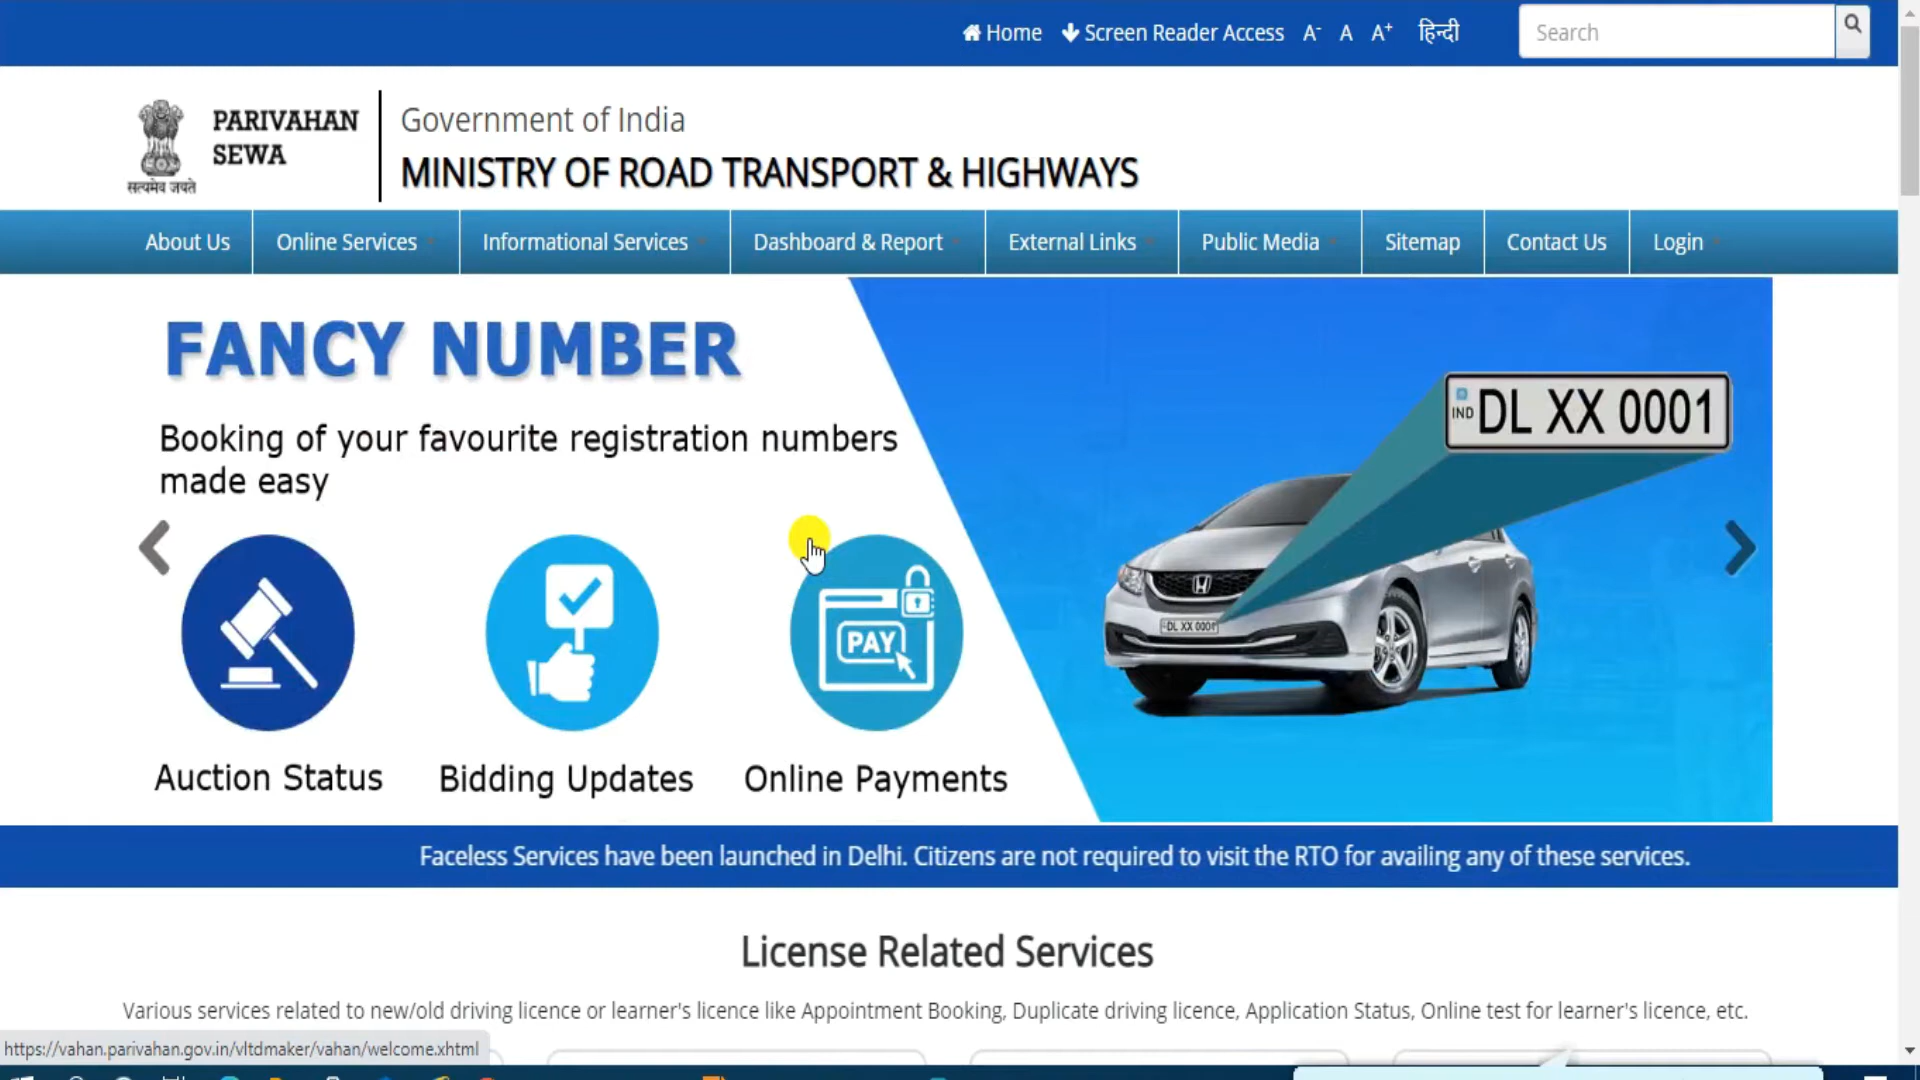 Home Screen Reader Access A- A A+ हिन्दी Search
PARIVAHAN
SEWA
सत्यमेव जयते
Government of India
MINISTRY OF ROAD TRANSPORT & HIGHWAYS
About Us Online Services Informational Services Dashboard & Report External Links Public Media Sitemap Contact Us Login
FANCY NUMBER
Booking of your favourite registration numbers
made easy
IND DL XX 0001
DL XX 0001
PAY
Auction Status Bidding Updates Online Payments
Faceless Services have been launched in Delhi. Citizens are not required to visit the RTO for availing any of these services.
License Related Services
Various services related to new/old driving licence or learner's licence like Appointment Booking, Duplicate driving licence, Application Status, Online test for learner's licence, etc.
https://vahan.parivahan.gov.in/vltdmaker/vahan/welcome.xhtml